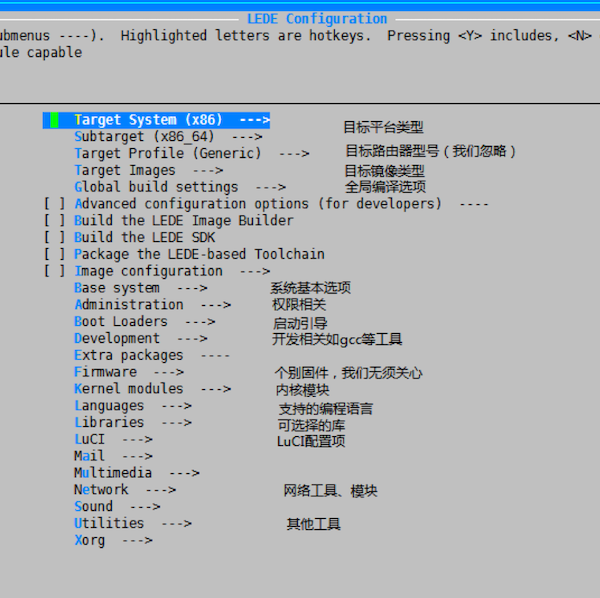 LEDE Configuration
ubmenus ----).  Highlighted letters are hotkeys.  Pressing <Y> includes, <N>
ule capable
Target System (x86)  --->
Subtarget (x86_64)  ---> 目标平台类型
Target Profile (Generic)  ---> 目标路由器型号（我们忽略）
Target Images  ---> 目标镜像类型
Global build settings  ---> 全局编译选项
[ ] Advanced configuration options (for developers)  ----
[ ] Build the LEDE Image Builder
[ ] Build the LEDE SDK
[ ] Package the LEDE-based Toolchain
[ ] Image configuration  --->
Base system  ---> 系统基本选项
Administration  ---> 权限相关
Boot Loaders  ---> 启动引导
Development  ---> 开发相关如gcc等工具
Extra packages  ----
Firmware  ---> 个别固件，我们无须关心
Kernel modules  ---> 内核模块
Languages  ---> 支持的编程语言
Libraries  ---> 可选择的库
LuCI  ---> LuCI配置项
Mail  --->
Multimedia  --->
Network  ---> 网络工具、模块
Sound  --->
Utilities  ---> 其他工具
Xorg  --->